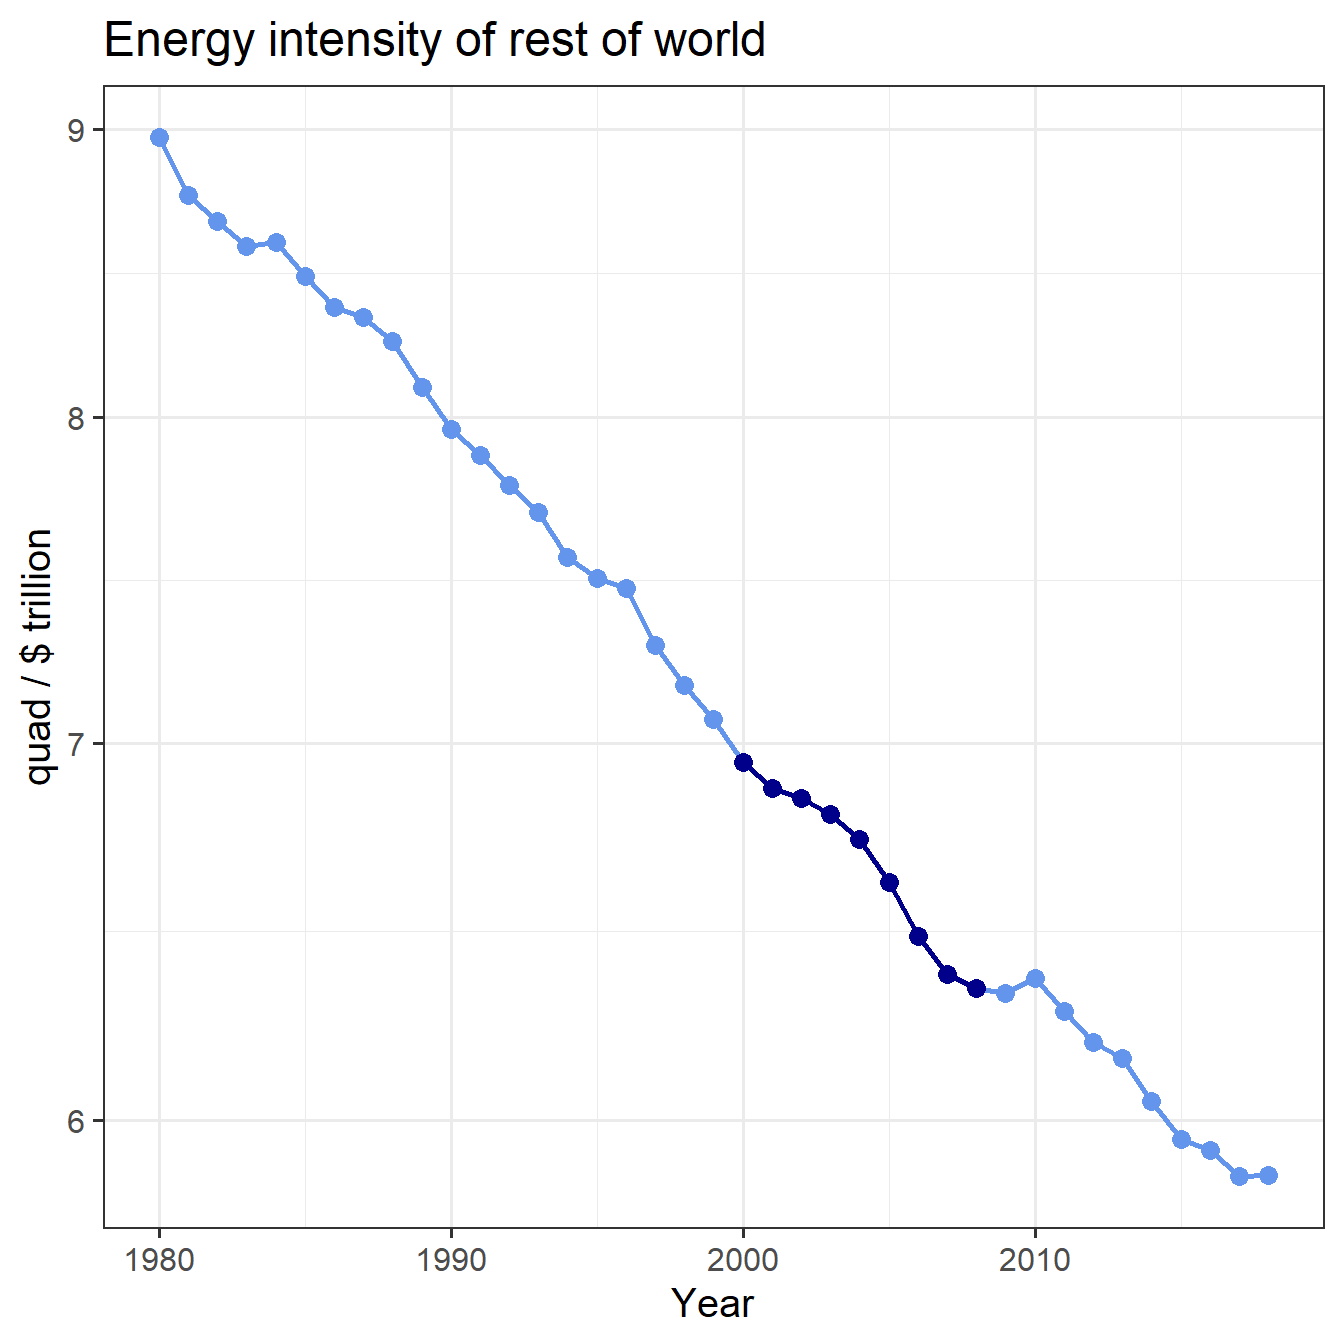 Energy intensity of rest of world
9
8
7
6
quad / $ trillion
1980 1990 2000 2010
Year